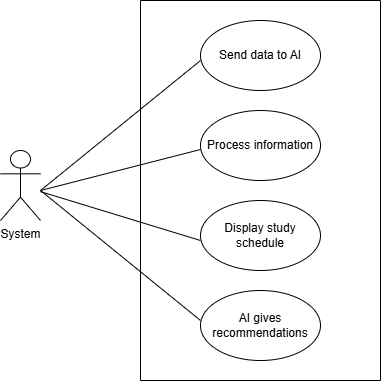 Send data to AI
Process information
System
Display study
schedule
AI gives
recommendations